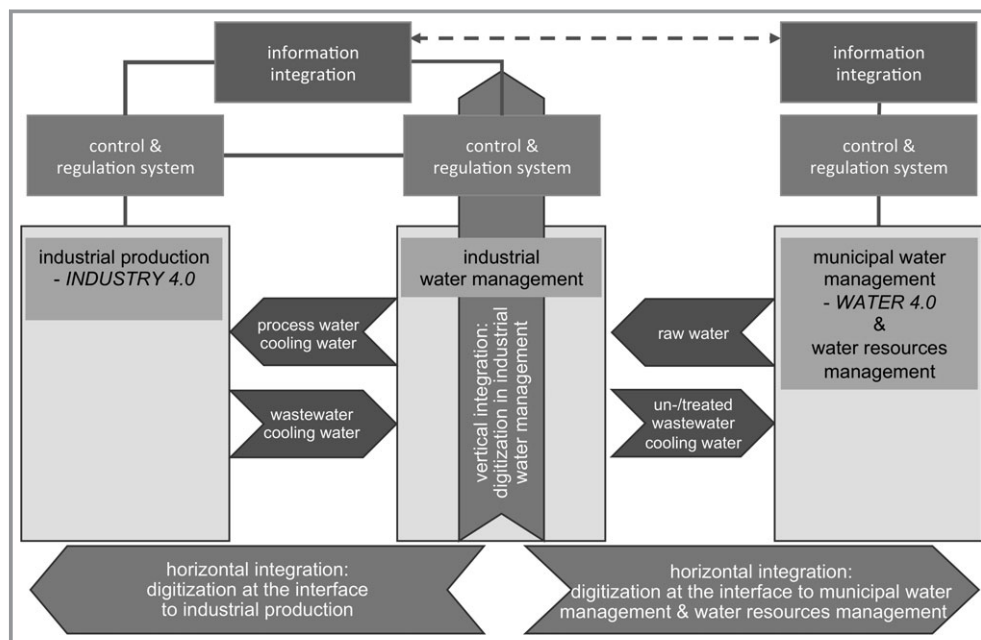 information
integration
information
integration
control &
regulation system
control &
regulation system
control &
regulation system
industrial production
- INDUSTRY 4.0
industrial
water management
municipal water
management
- WATER 4.0
&
water resources
management
process water
cooling water
raw water
wastewater
cooling water
un-/treated
wastewater
cooling water
vertical integration:
digitization in industrial
water management
horizontal integration:
digitization at the interface
to industrial production
horizontal integration:
digitization at the interface to municipal water
management & water resources management